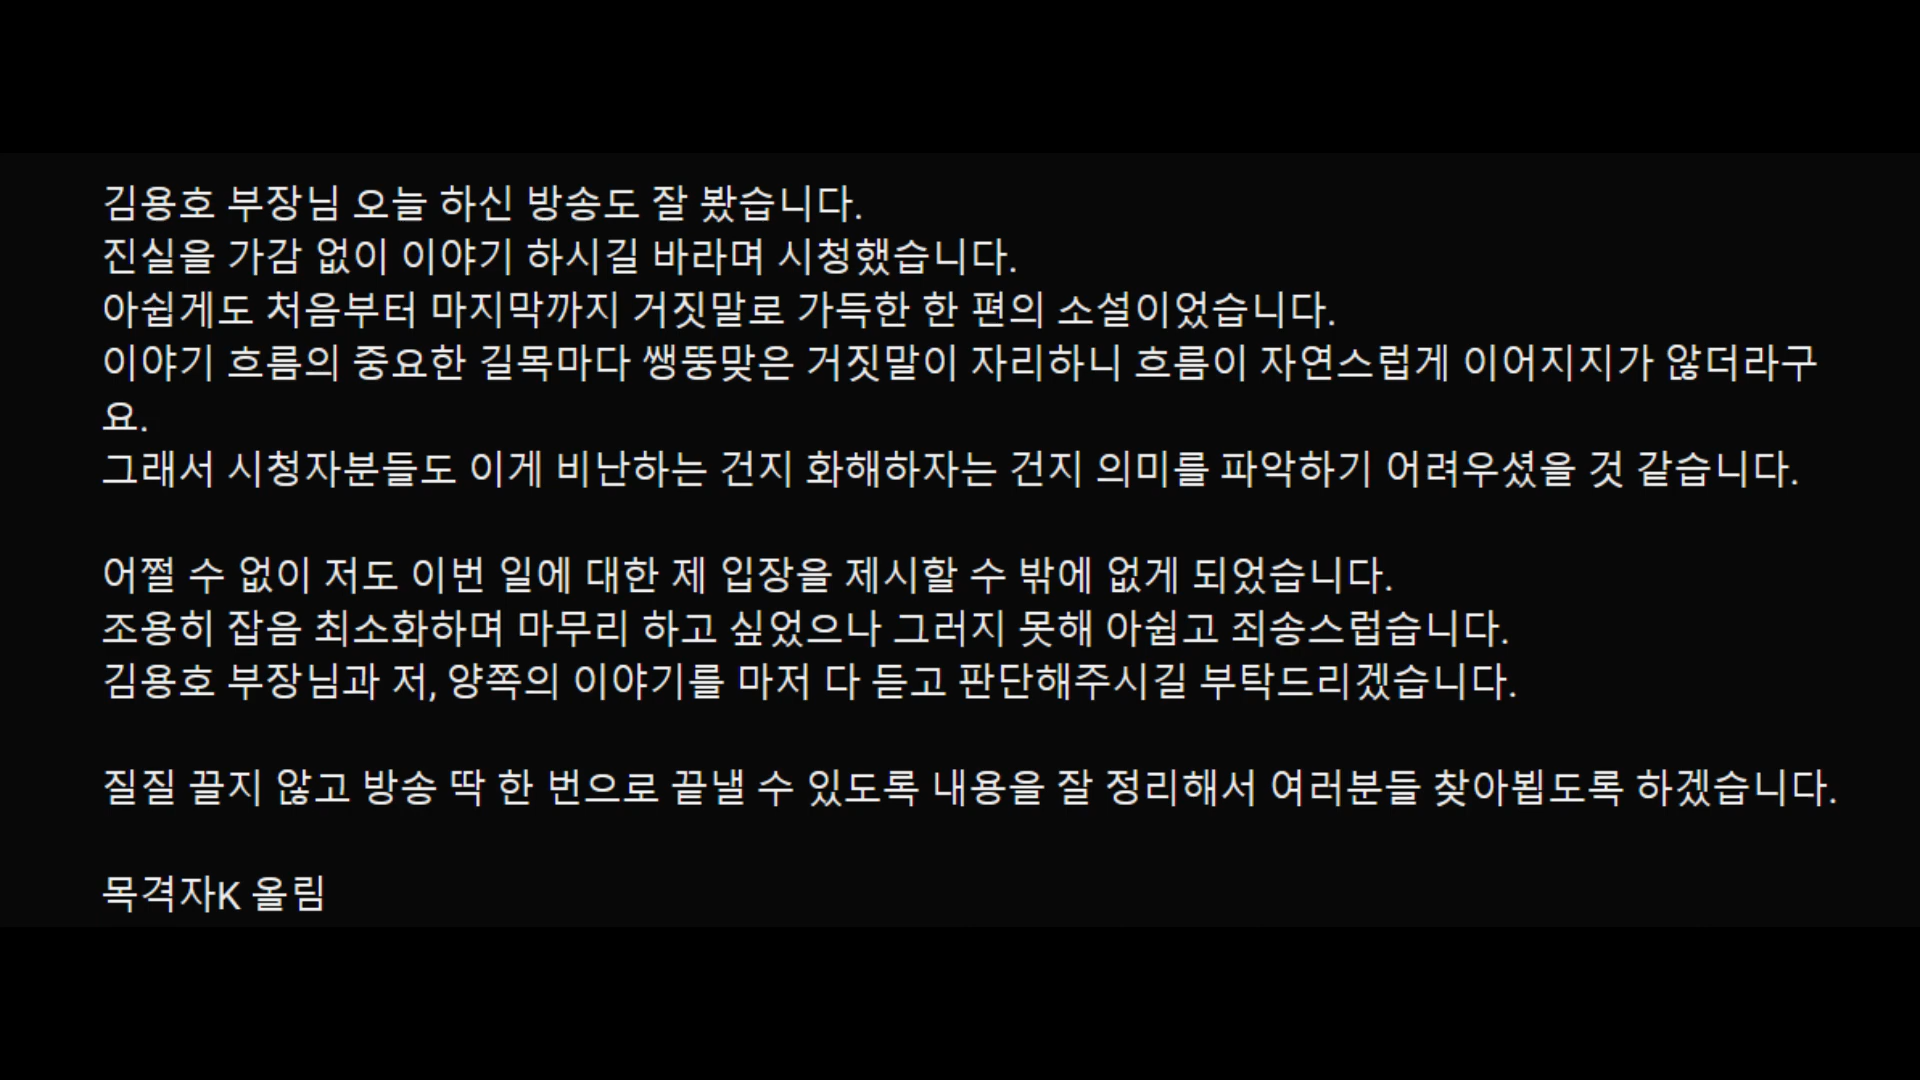 김용호 부장님 오늘 하신 방송도 잘 봤습니다.
진실을 가감 없이 이야기 하시길 바라며 시청했습니다.
아쉽게도 처음부터 마지막까지 거짓말로 가득한 한 편의 소설이었습니다.
이야기 흐름의 중요한 길목마다 쌩뚱맞은 거짓말이 자리하니 흐름이 자연스럽게 이어지지가 않더라구
요.
그래서 시청자분들도 이게 비난하는 건지 화해하자는 건지 의미를 파악하기 어려우셨을 것 같습니다.
어쩔 수 없이 저도 이번 일에 대한 제 입장을 제시할 수 밖에 없게 되었습니다.
조용히 잡음 최소화하며 마무리 하고 싶었으나 그러지 못해 아쉽고 죄송스럽습니다.
김용호 부장님과 저, 양쪽의 이야기를 마저 다 듣고 판단해주시길 부탁드리겠습니다.
질질 끌지 않고 방송 딱 한 번으로 끝낼 수 있도록 내용을 잘 정리해서 여러분들 찾아뵙도록 하겠습니다.
목격자K 올림